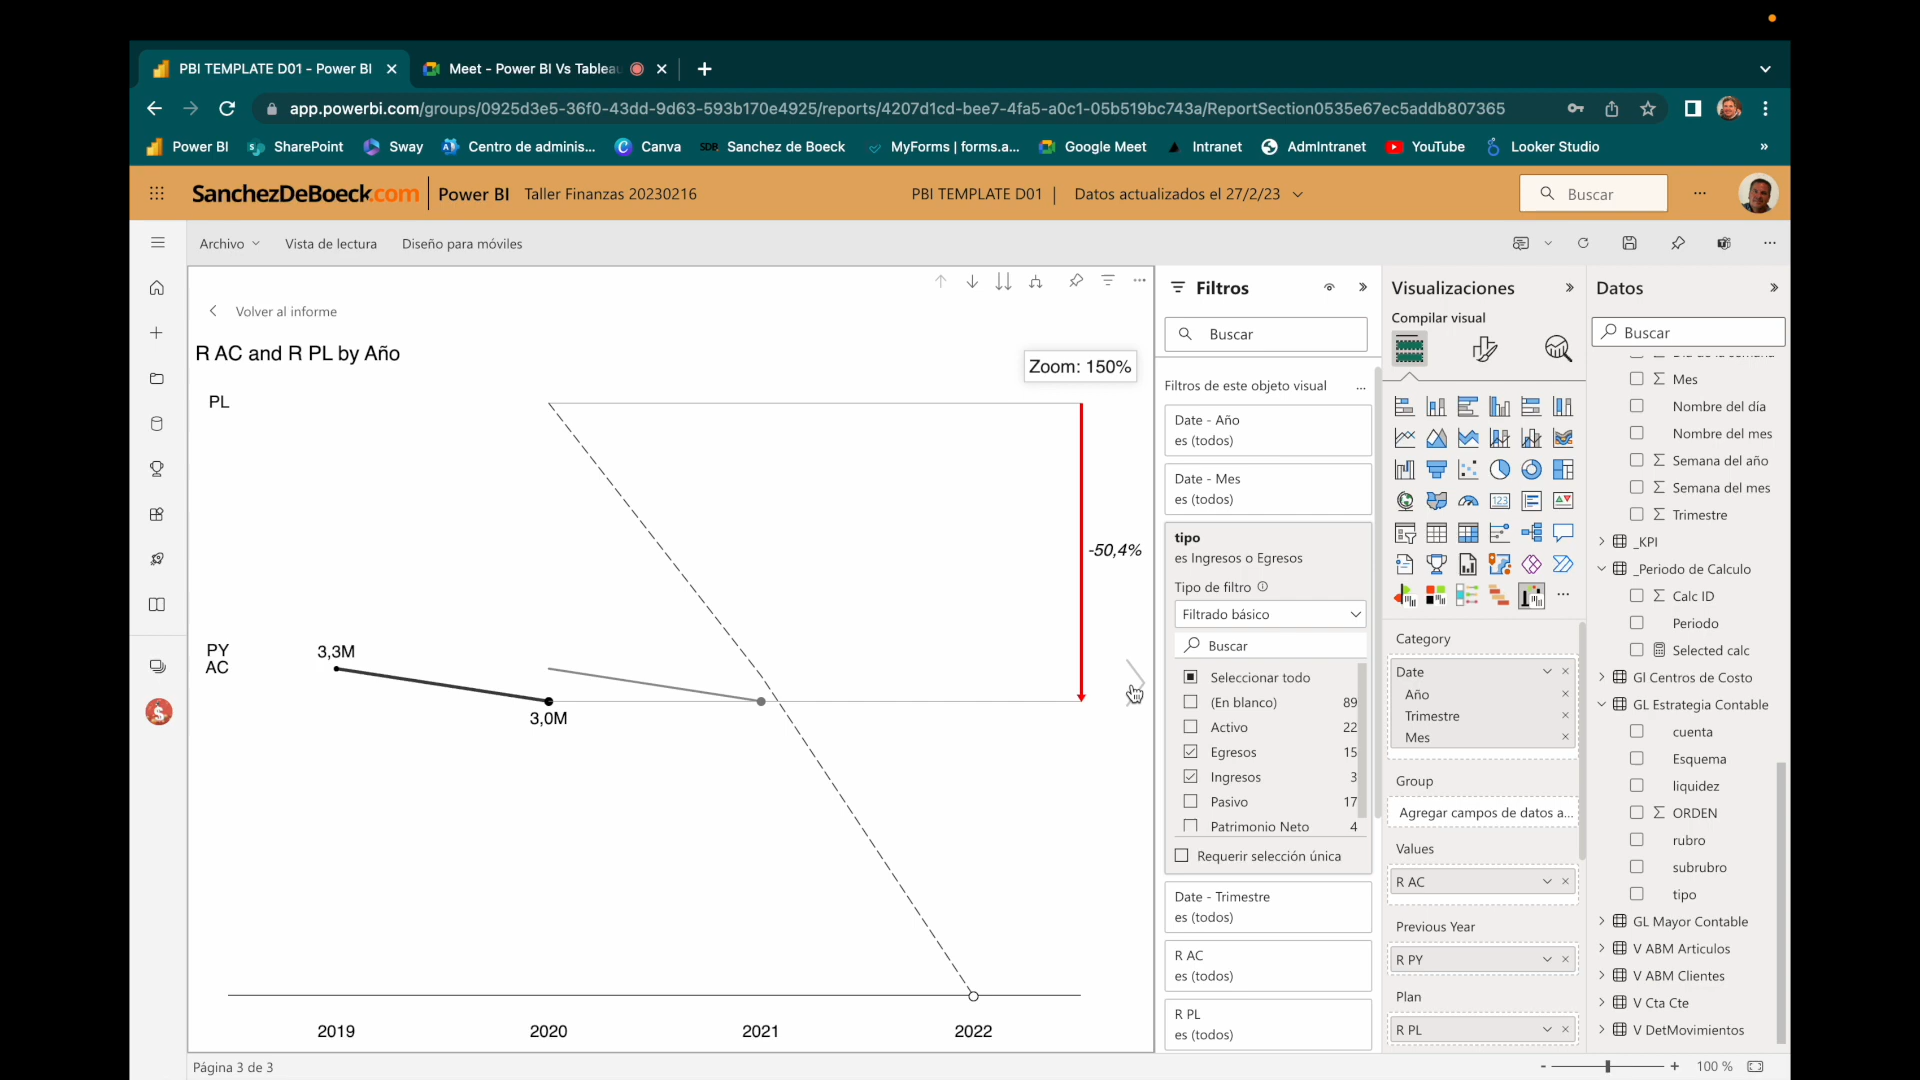 PBI TEMPLATE D01 - Power BI
Meet - Power BI Vs Tableau
app.powerbi.com/groups/0925d3e5-36f0-43dd-9d63-593b170e4925/reports/4207d1cd-bee7-4fa5-a0c1-05b519bc743a/ReportSection0535e67ec5addb807365
Power BI
SharePoint
Sway
Centro de adminis...
Canva
SDB
Sanchez de Boeck
MyForms | forms.a...
Google Meet
Intranet
AdmIntranet
YouTube
Looker Studio
»
SanchezDeBoeck.com
Power BI
Taller Finanzas 20230216
PBI TEMPLATE D01
Datos actualizados el 27/2/23
Buscar
Archivo
Vista de lectura
Diseño para móviles
Volver al informe
R AC and R PL by Año
Zoom: 150%
PL
-50,4%
PY
AC
3,3M
3,0M
2019
2020
2021
2022
Página 3 de 3
Filtros
Buscar
Filtros de este objeto visual
Date - Año
es (todos)
Date - Mes
es (todos)
tipo
es Ingresos o Egresos
Tipo de filtro
Filtrado básico
Buscar
Seleccionar todo
(En blanco) 89
Activo 22
Egresos 15
Ingresos 3
Pasivo 17
Patrimonio Neto 4
Requerir selección única
Date - Trimestre
es (todos)
R AC
es (todos)
R PL
es (todos)
Visualizaciones
Compilar visual
Category
Date
Año
Trimestre
Mes
Group
Agregar campos de datos a...
Values
R AC
Previous Year
R PY
Plan
R PL
Datos
Buscar
Mes
Nombre del día
Nombre del mes
Semana del año
Semana del mes
Trimestre
_KPI
_Periodo de Calculo
Calc ID
Periodo
Selected calc
Gl Centros de Costo
GL Estrategia Contable
cuenta
Esquema
liquidez
ORDEN
rubro
subrubro
tipo
GL Mayor Contable
V ABM Articulos
V ABM Clientes
V Cta Cte
V DetMovimientos
- + 100 %